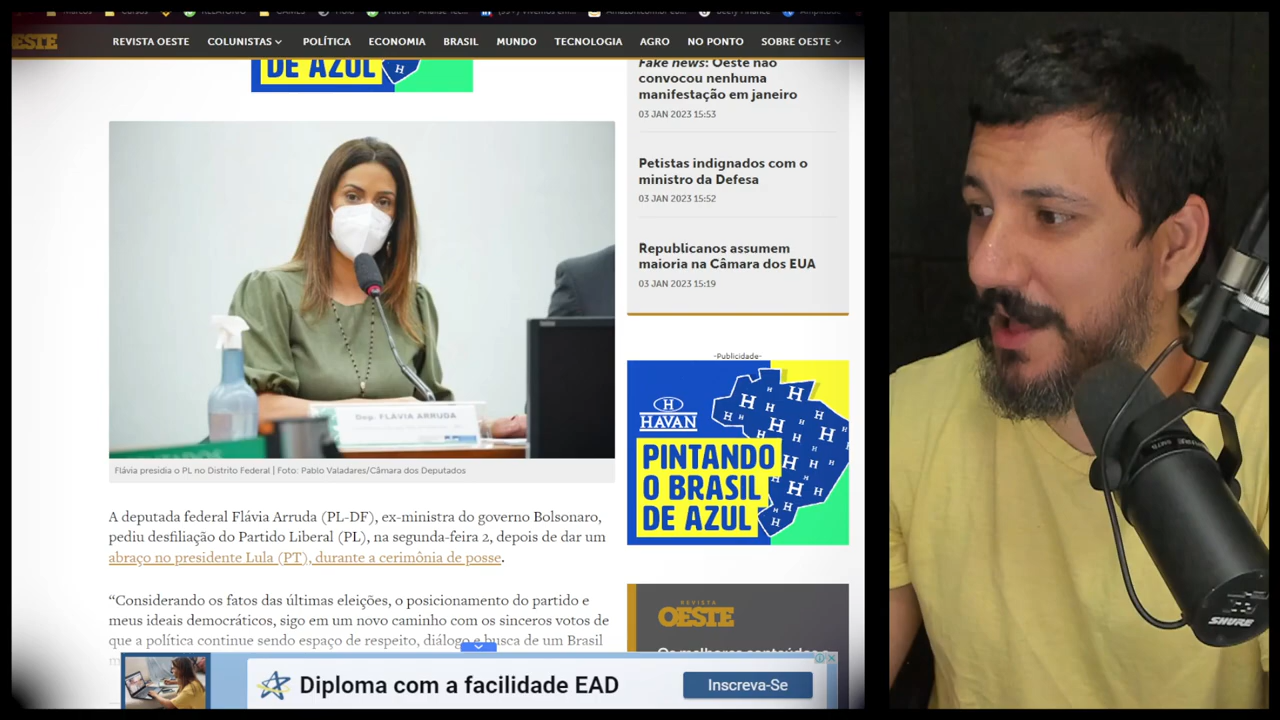 Marcos
Cursos
RELATÓRIO
GAMES
OESTE
REVISTA OESTE
COLUNISTAS
POLÍTICA
ECONOMIA
BRASIL
MUNDO
TECNOLOGIA
AGRO
NO PONTO
SOBRE OESTE
DE AZUL
H
Fake news: Oeste não
convocou nenhuma
manifestação em janeiro
03 JAN 2023 15:53
Petistas indignados com o
ministro da Defesa
03 JAN 2023 15:52
Republicanos assumem
maioria na Câmara dos EUA
03 JAN 2023 15:19
Dep. FLÁVIA ARRUDA
Flávia presidia o PL no Distrito Federal | Foto: Pablo Valadares/Câmara dos Deputados
-Publicidade-
H
HAVAN
PINTANDO
O BRASIL
DE AZUL
A deputada federal Flávia Arruda (PL-DF), ex-ministra do governo Bolsonaro,
pediu desfiliação do Partido Liberal (PL), na segunda-feira 2, depois de dar um
abraço no presidente Lula (PT), durante a cerimônia de posse.
“Considerando os fatos das últimas eleições, o posicionamento do partido e
meus ideais democráticos, sigo em um novo caminho com os sinceros votos de
que a política continue sendo espaço de respeito, diálogo e busca de um Brasil
REVISTA
OESTE
Diploma com a facilidade EAD
Inscreva-Se
SHURE